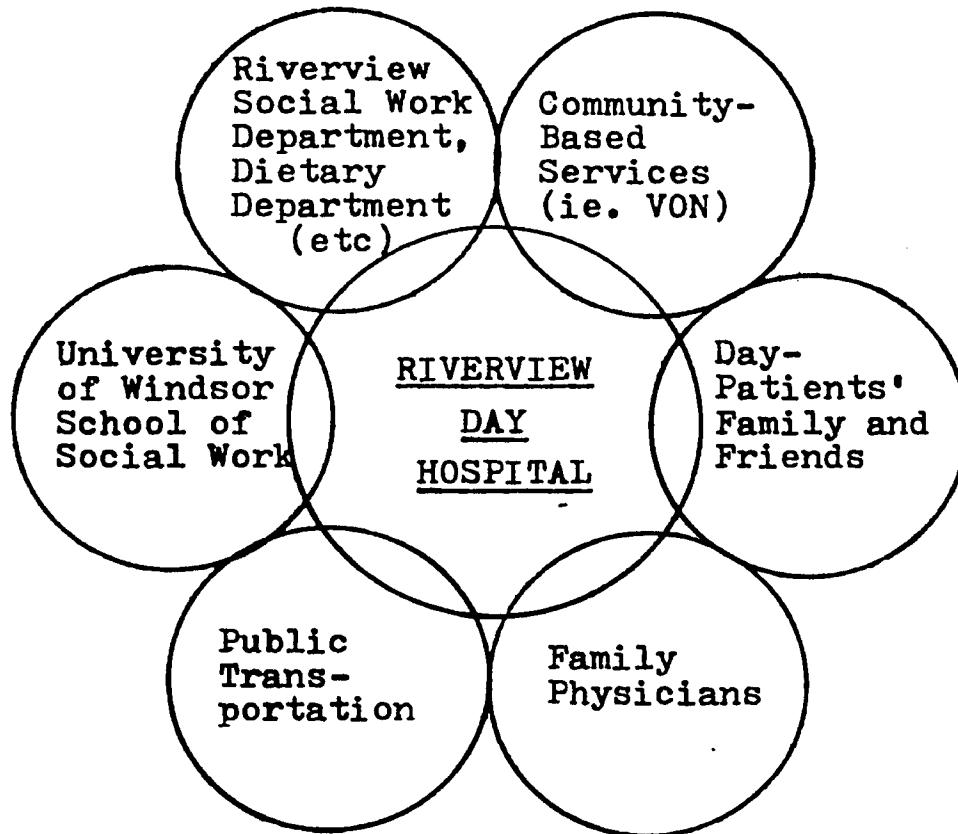 Riverview
Social Work
Department,
Dietary
Department
(etc)
Community-
Based
Services
(ie. VON)
University
of Windsor
School of
Social Work
RIVERVIEW
DAY
HOSPITAL
Day-
Patients'
Family and
Friends
Public
Trans-
portation
Family
Physicians